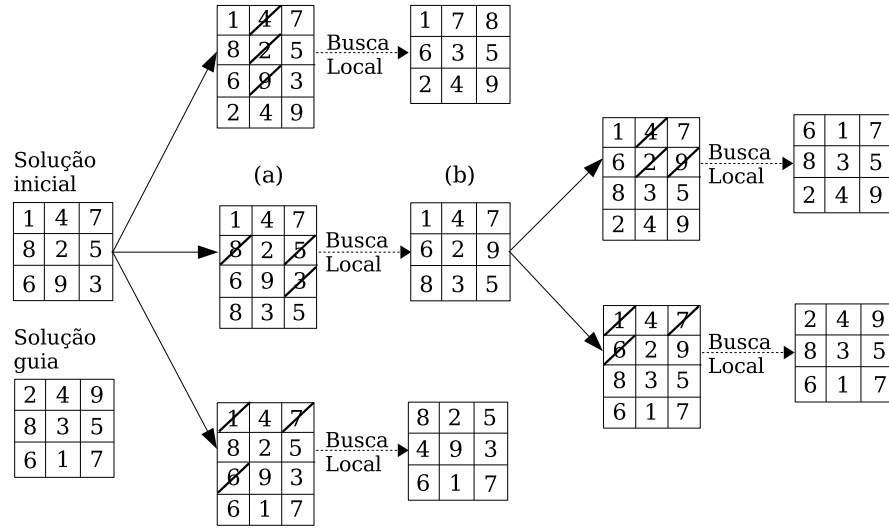 1 4 7
8 2 5
6 9 3
2 4 9
Busca
Local
1 7 8
6 3 5
2 4 9
Solução
inicial
1 4 7
8 2 5
6 9 3
Solução
guia
2 4 9
8 3 5
6 1 7
(a)
(b)
1 4 7
8 2 5
6 9 3
8 3 5
Busca
Local
1 4 7
6 2 9
8 3 5
1 4 7
8 2 5
6 9 3
6 1 7
Busca
Local
8 2 5
4 9 3
6 1 7
1 4 7
6 2 9
8 3 5
2 4 9
Busca
Local
6 1 7
8 3 5
2 4 9
1 4 7
6 2 9
8 3 5
6 1 7
Busca
Local
2 4 9
8 3 5
6 1 7